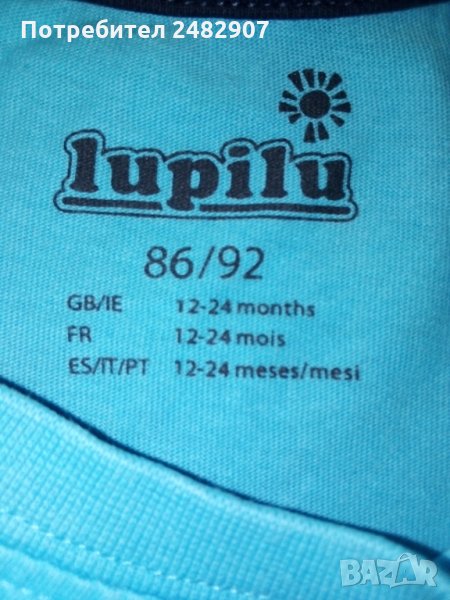 Потребител 2482907
lupilu
86/92
GB/IE 12-24 months
FR 12-24 mois
ES/IT/PT 12-24 meses/mesi
BAZAR